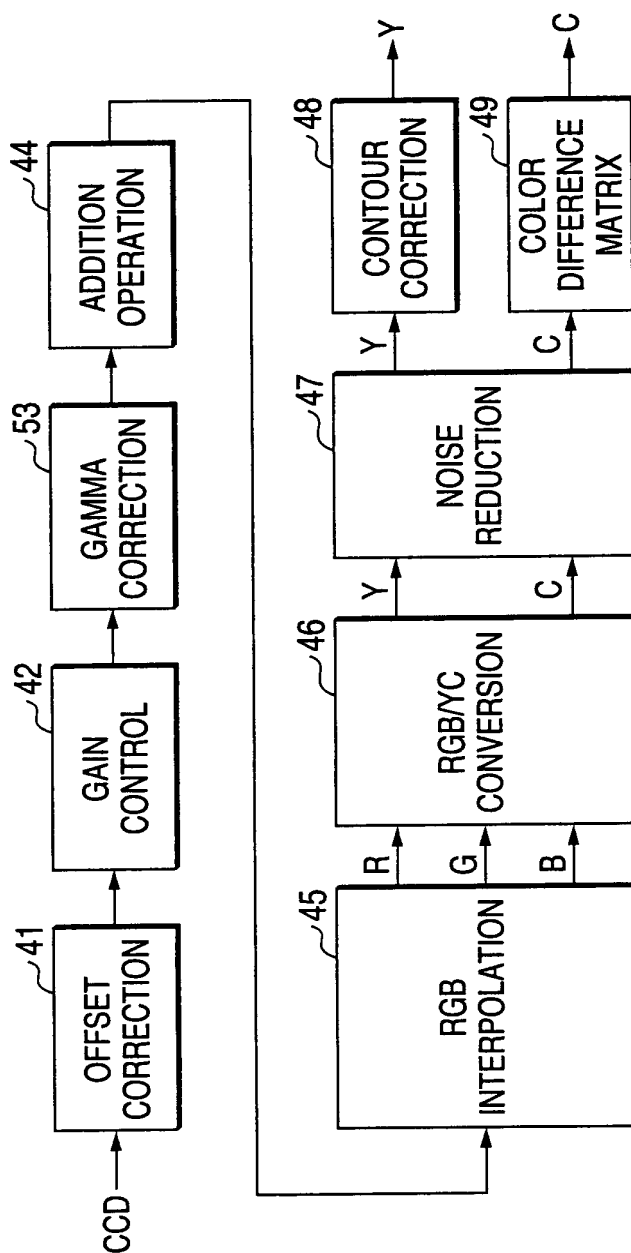 CCD
41
OFFSET
CORRECTION
42
GAIN
CONTROL
53
GAMMA
CORRECTION
44
ADDITION
OPERATION
45
RGB
INTERPOLATION
R
G
B
46
RGB/YC
CONVERSION
Y
C
47
NOISE
REDUCTION
Y
C
48
CONTOUR
CORRECTION
Y
49
COLOR
DIFFERENCE
MATRIX
C